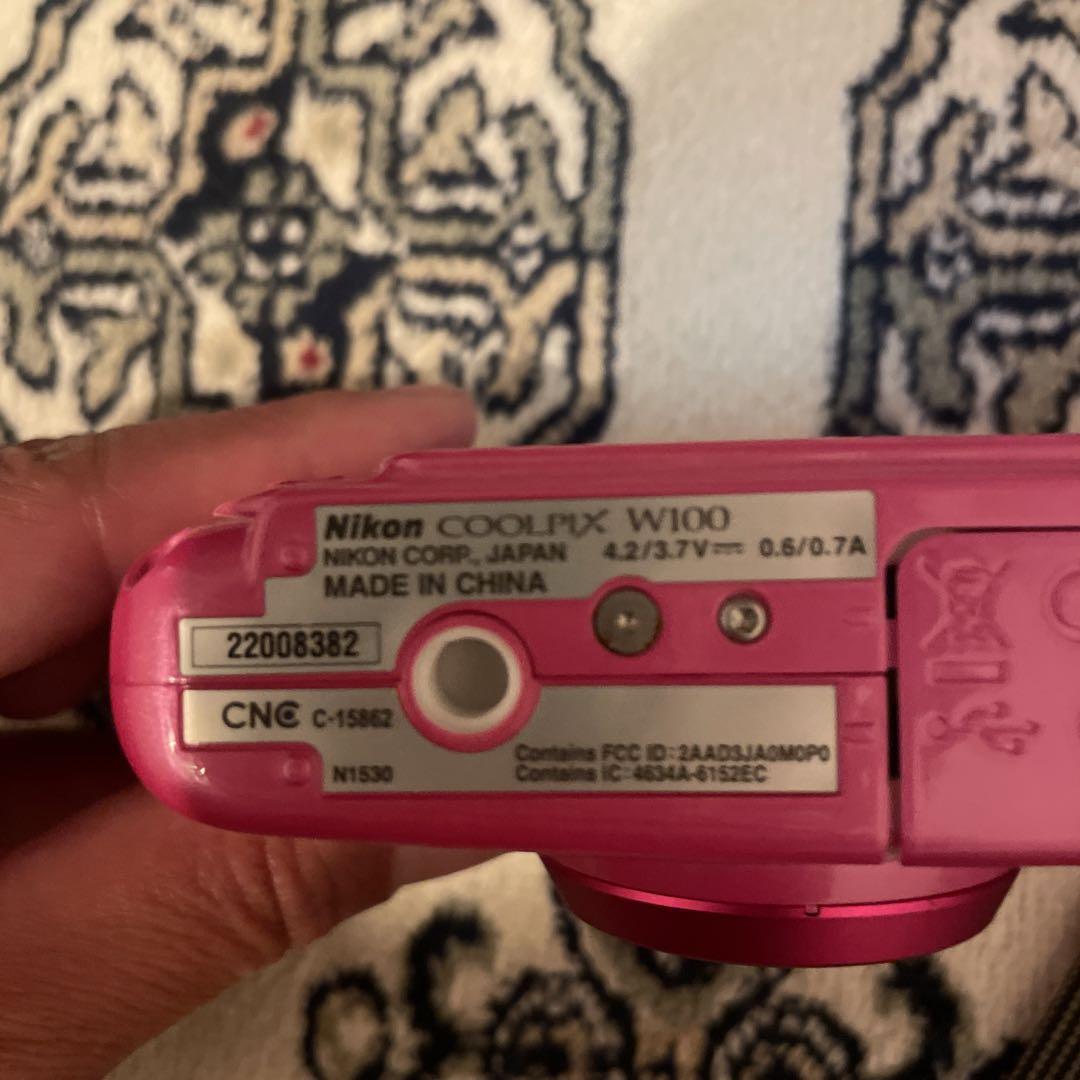 Nikon COOLPIX W100
NIKON CORP., JAPAN 4.2/3.7V⎓ 0.6/0.7A
MADE IN CHINA
22008382
CNC C-15862
Contains FCC ID:2AAD3JA0M0P0
N1530 Contains IC:4634A-6152EC